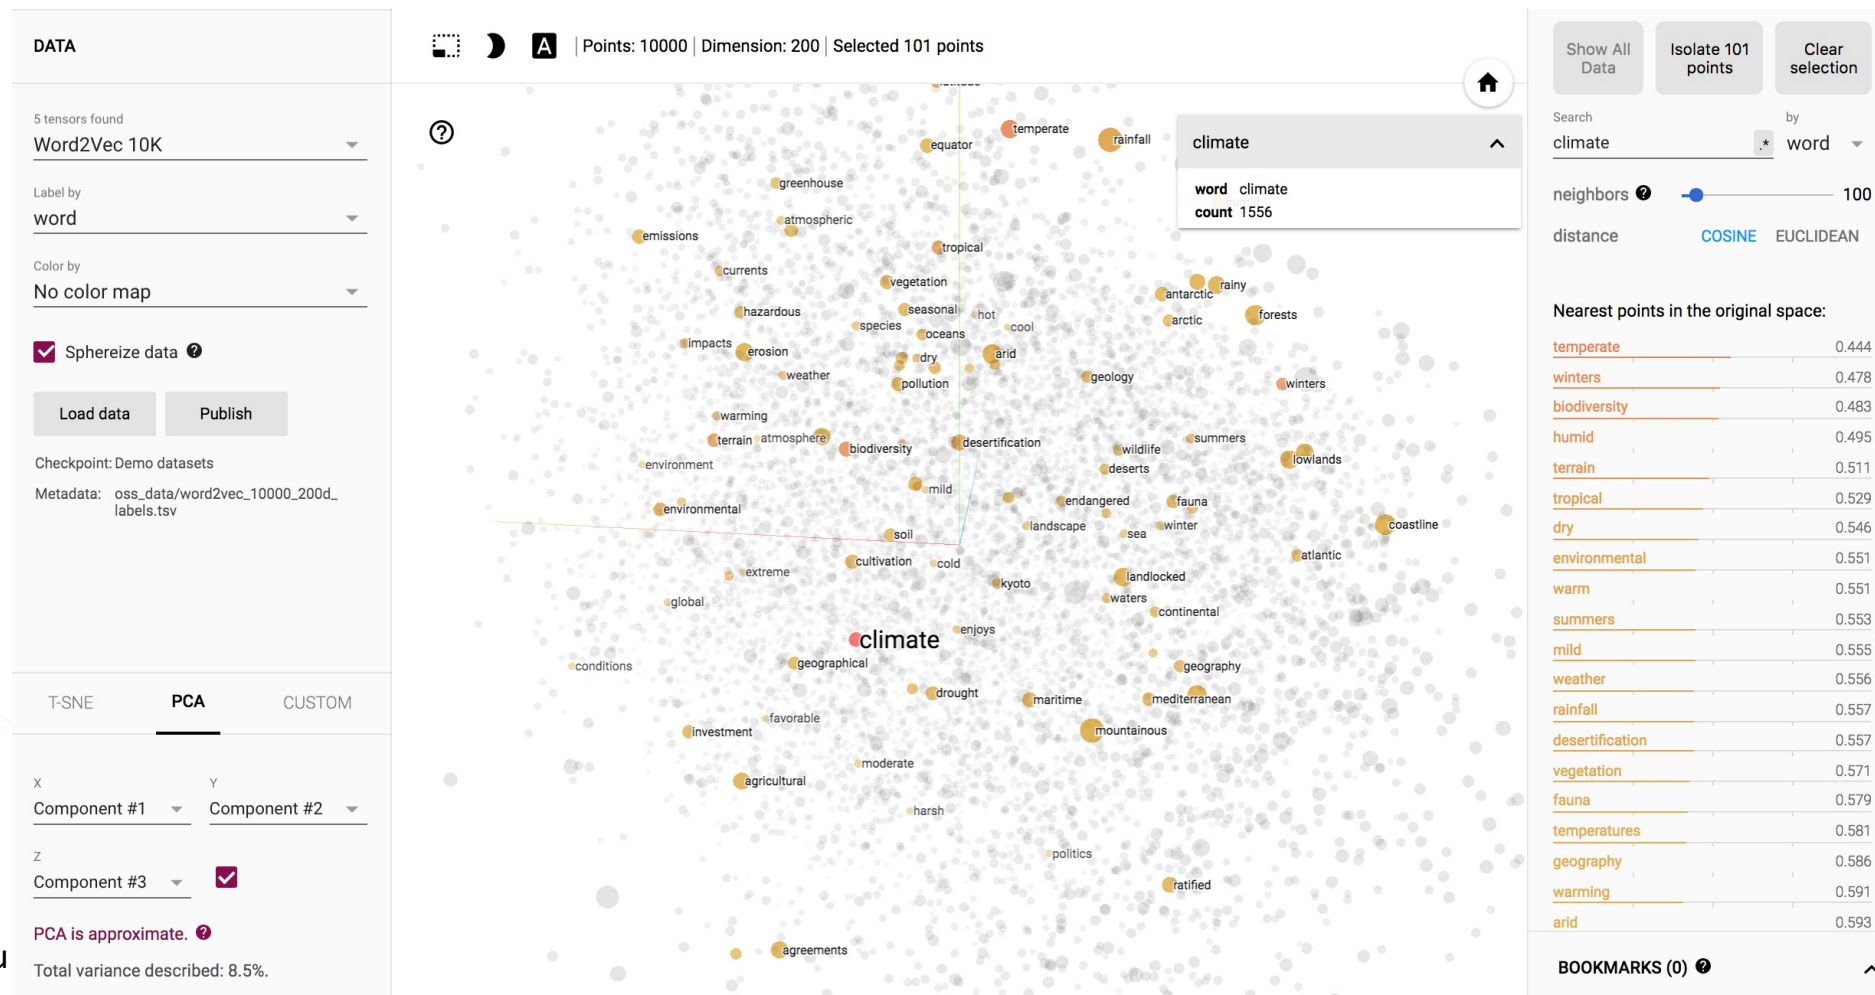 DATA
5 tensors found
Word2Vec 10K
Label by
word
Color by
No color map
Sphereize data
Load data
Publish
Checkpoint: Demo datasets
Metadata: oss_data/word2vec_10000_200d_
labels.tsv
T-SNE
PCA
CUSTOM
X
Component #1
Y
Component #2
Z
Component #3
PCA is approximate.
Total variance described: 8.5%.
A
Points: 10000 | Dimension: 200 | Selected 101 points
temperate
rainfall
equator
greenhouse
atmospheric
emissions
tropical
currents
vegetation
rainy
antarctic
hazardous
seasonal
hot
forests
species
cool
arctic
oceans
impacts
erosion
dry
arid
weather
pollution
geology
winters
warming
terrain
atmosphere
biodiversity
desertification
wildlife
summers
environment
deserts
lowlands
mild
environmental
endangered
fauna
landscape
winter
coastline
soil
sea
cultivation
cold
atlantic
extreme
kyoto
landlocked
global
waters
continental
climate
enjoys
conditions
geographical
geography
drought
maritime
mediterranean
favorable
investment
mountainous
moderate
agricultural
harsh
politics
ratified
agreements
climate
word climate
count 1556
Show All
Data
Isolate 101
points
Clear
selection
Search
climate
.*
by
word
neighbors
100
distance
COSINE
EUCLIDEAN
Nearest points in the original space:
temperate 0.444
winters 0.478
biodiversity 0.483
humid 0.495
terrain 0.511
tropical 0.529
dry 0.546
environmental 0.551
warm 0.551
summers 0.553
mild 0.555
weather 0.556
rainfall 0.557
desertification 0.557
vegetation 0.571
fauna 0.579
temperatures 0.581
geography 0.586
warming 0.591
arid 0.593
BOOKMARKS (0)